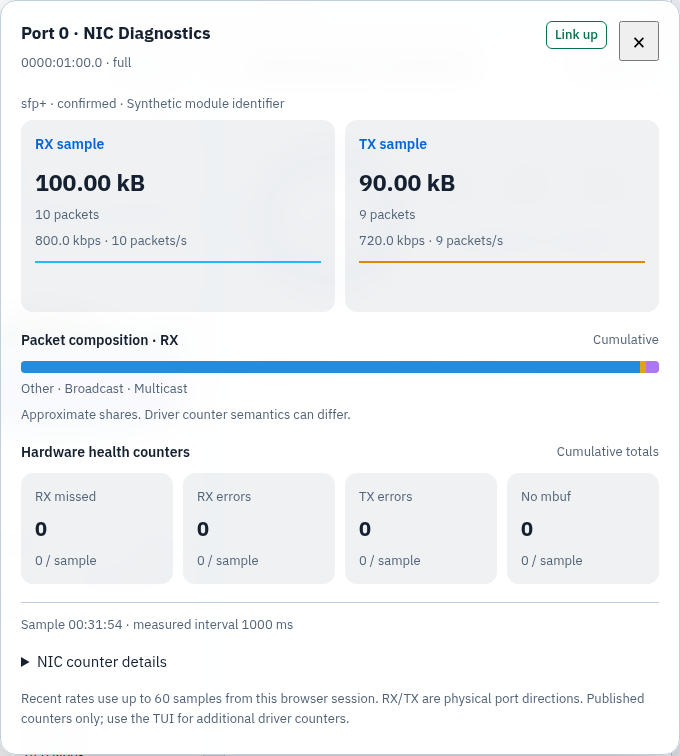 Port 0 · NIC Diagnostics
Link up
×
0000:01:00.0 · full
sfp+ · confirmed · Synthetic module identifier
RX sample
100.00 kB
10 packets
800.0 kbps · 10 packets/s
TX sample
90.00 kB
9 packets
720.0 kbps · 9 packets/s
Packet composition · RX
Cumulative
Other · Broadcast · Multicast
Approximate shares. Driver counter semantics can differ.
Hardware health counters
Cumulative totals
RX missed
0
0 / sample
RX errors
0
0 / sample
TX errors
0
0 / sample
No mbuf
0
0 / sample
Sample 00:31:54 · measured interval 1000 ms
NIC counter details
Recent rates use up to 60 samples from this browser session. RX/TX are physical port directions. Published
counters only; use the TUI for additional driver counters.